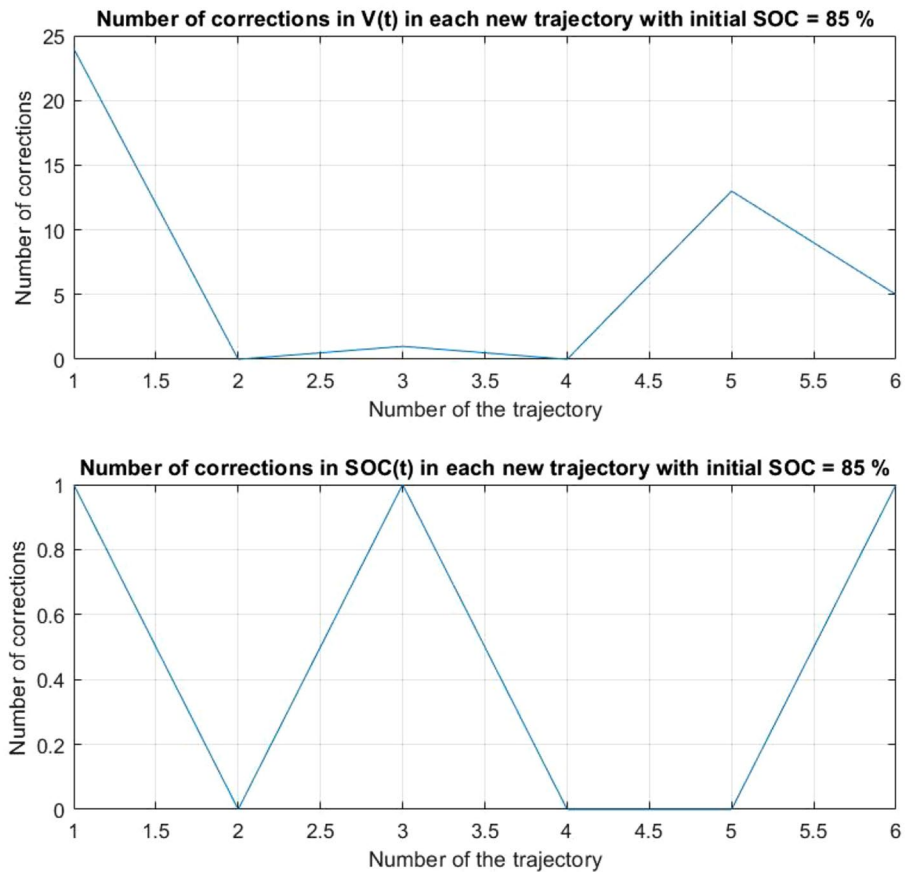 Number of corrections in V(t) in each new trajectory with initial SOC = 85 %
25
20
15
10
5
0
Number of corrections
1 1.5 2 2.5 3 3.5 4 4.5 5 5.5 6
Number of the trajectory
Number of corrections in SOC(t) in each new trajectory with initial SOC = 85 %
1
0.8
0.6
0.4
0.2
0
Number of corrections
1 1.5 2 2.5 3 3.5 4 4.5 5 5.5 6
Number of the trajectory